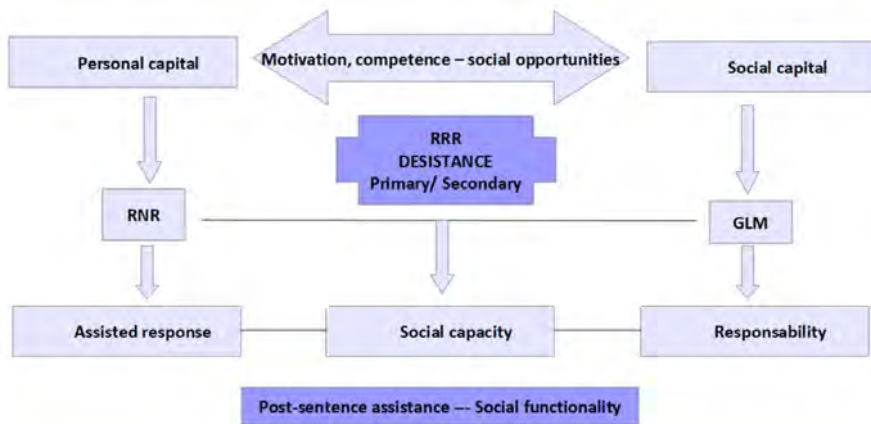 Personal capital
Motivation, competence – social opportunities
Social capital
RRR
DESISTANCE
Primary/ Secondary
RNR
GLM
Assisted response
Social capacity
Responsability
Post-sentence assistance --- Social functionality